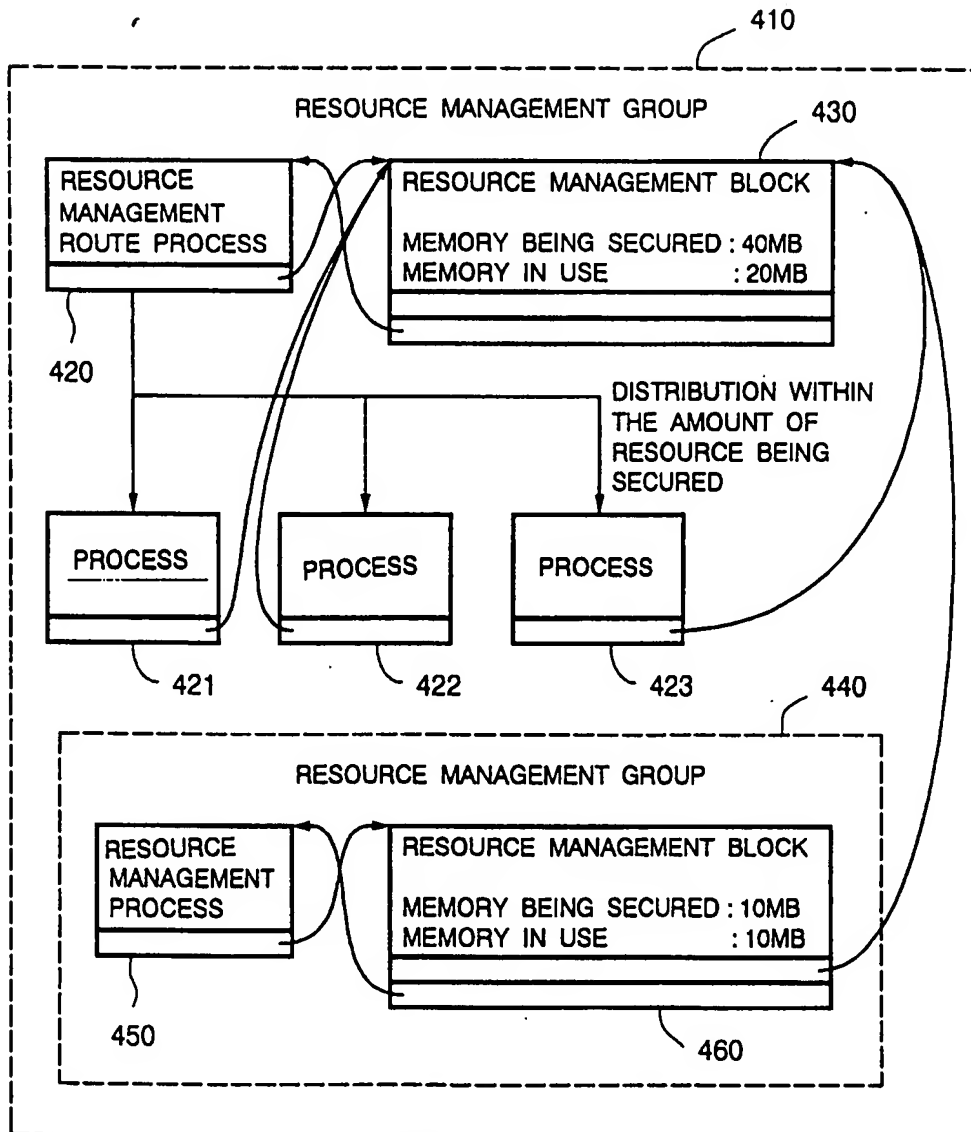 410
RESOURCE MANAGEMENT GROUP
430
RESOURCE
MANAGEMENT
ROUTE PROCESS
RESOURCE MANAGEMENT BLOCK
MEMORY BEING SECURED : 40MB
MEMORY IN USE : 20MB
420
DISTRIBUTION WITHIN
THE AMOUNT OF
RESOURCE BEING
SECURED
PROCESS
PROCESS
PROCESS
421
422
423
440
RESOURCE MANAGEMENT GROUP
RESOURCE
MANAGEMENT
PROCESS
RESOURCE MANAGEMENT BLOCK
MEMORY BEING SECURED : 10MB
MEMORY IN USE : 10MB
450
460